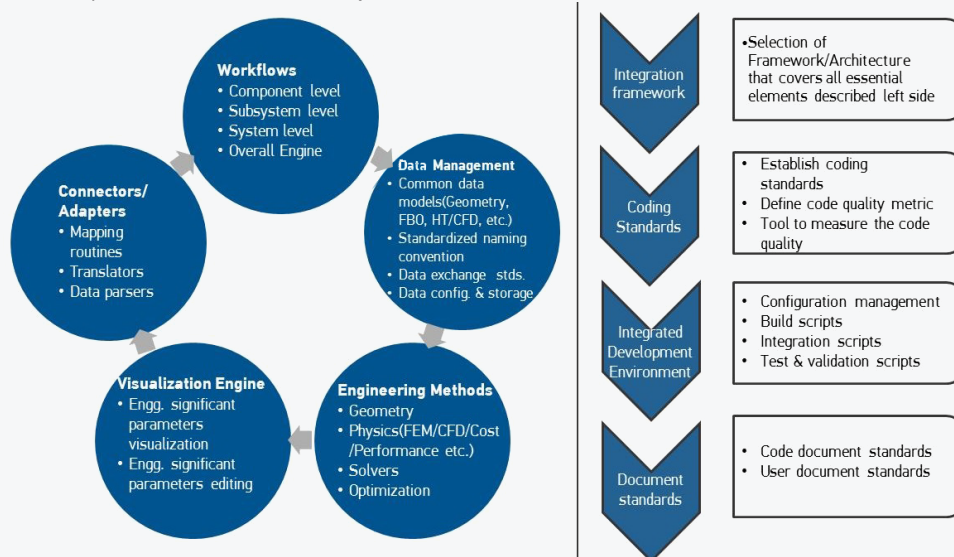 Workflows
• Component level
• Subsystem level
• System level
• Overall Engine
Data Management
• Common data
models(Geometry,
FBO, HT/CFD, etc.)
• Standardized naming
convention
• Data exchange stds.
• Data config. & storage
Engineering Methods
• Geometry
• Physics(FEM/CFD/Cost
/Performance etc.)
• Solvers
• Optimization
Visualization Engine
• Engg. significant
parameters
visualization
• Engg. significant
parameters editing
Connectors/
Adapters
• Mapping
routines
• Translators
• Data parsers
Integration
framework
•Selection of
Framework/Architecture
that covers all essential
elements described left side
Coding
Standards
• Establish coding
standards
• Define code quality metric
• Tool to measure the code
quality
Integrated
Development
Environment
• Configuration management
• Build scripts
• Integration scripts
• Test & validation scripts
Document
standards
• Code document standards
• User document standards